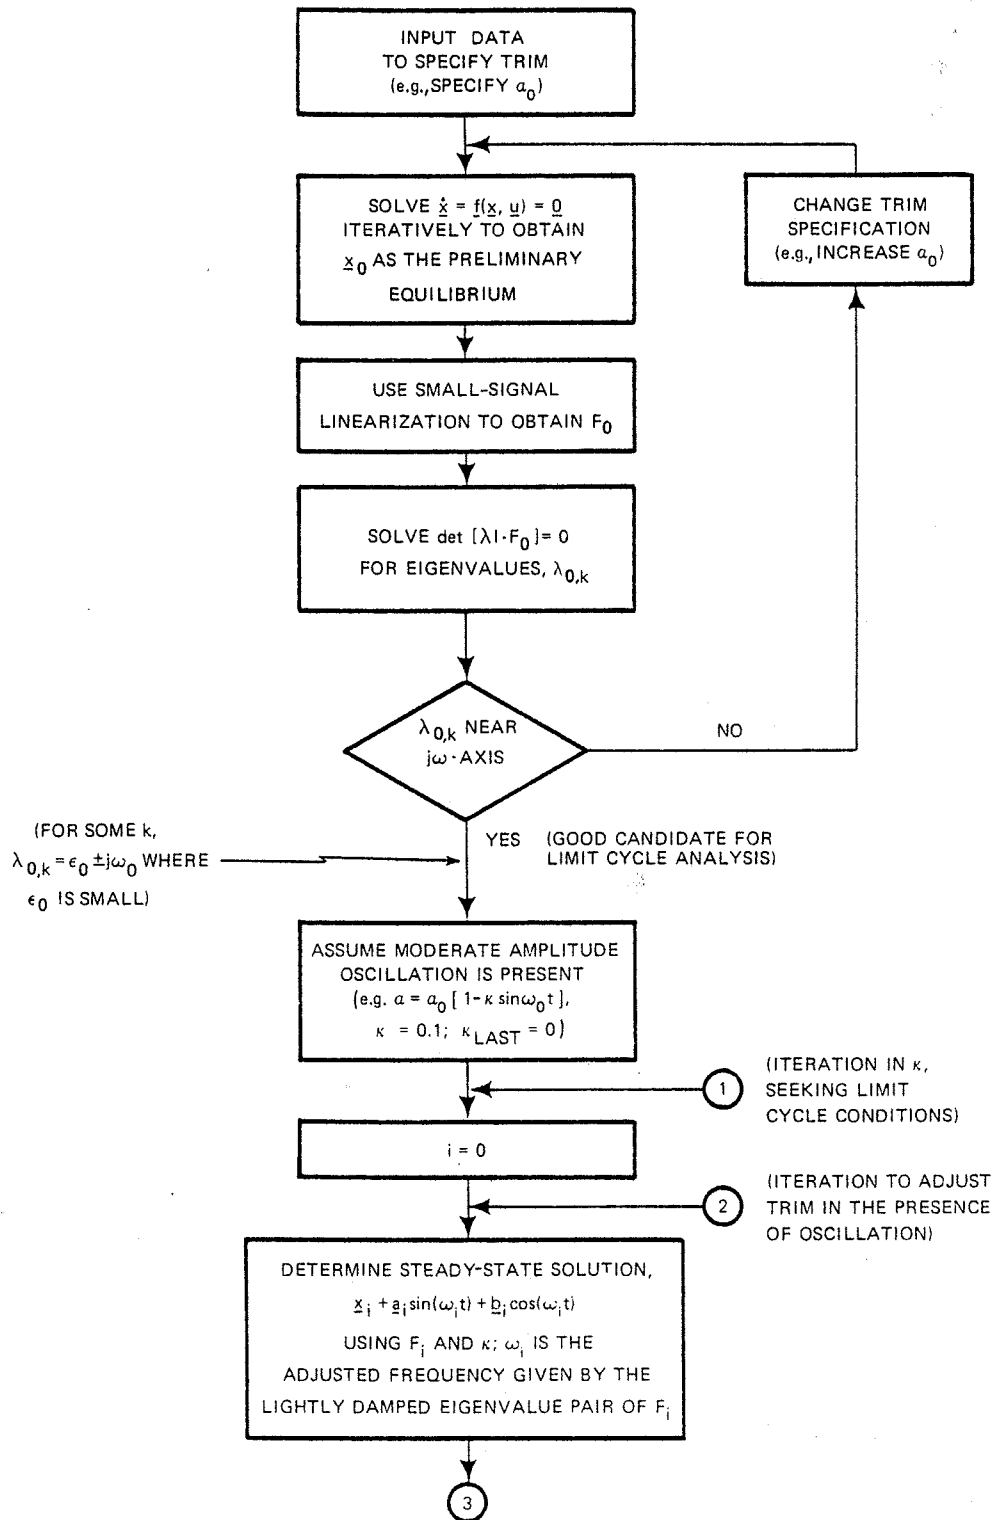 INPUT DATA
TO SPECIFY TRIM
(e.g., SPECIFY α₀)
SOLVE ẋ = f(x, u) = 0
ITERATIVELY TO OBTAIN
x₀ AS THE PRELIMINARY
EQUILIBRIUM
CHANGE TRIM
SPECIFICATION
(e.g., INCREASE α₀)
USE SMALL-SIGNAL
LINEARIZATION TO OBTAIN F₀
SOLVE det [λI-F₀]= 0
FOR EIGENVALUES, λ₀,ₖ
λ₀,ₖ NEAR
jω-AXIS
NO
YES (GOOD CANDIDATE FOR
LIMIT CYCLE ANALYSIS)
(FOR SOME k,
λ₀,ₖ = ϵ₀ ±jω₀ WHERE
ϵ₀ IS SMALL)
ASSUME MODERATE AMPLITUDE
OSCILLATION IS PRESENT
(e.g. α = α₀ [ 1- κ sinω₀t ],
κ = 0.1; κ_LAST = 0)
1
(ITERATION IN κ,
SEEKING LIMIT
CYCLE CONDITIONS)
i = 0
2
(ITERATION TO ADJUST
TRIM IN THE PRESENCE
OF OSCILLATION)
DETERMINE STEADY-STATE SOLUTION,
xᵢ + aᵢ sin(ωᵢt) + bᵢ cos(ωᵢt)
USING Fᵢ AND κ; ωᵢ IS THE
ADJUSTED FREQUENCY GIVEN BY THE
LIGHTLY DAMPED EIGENVALUE PAIR OF Fᵢ
3